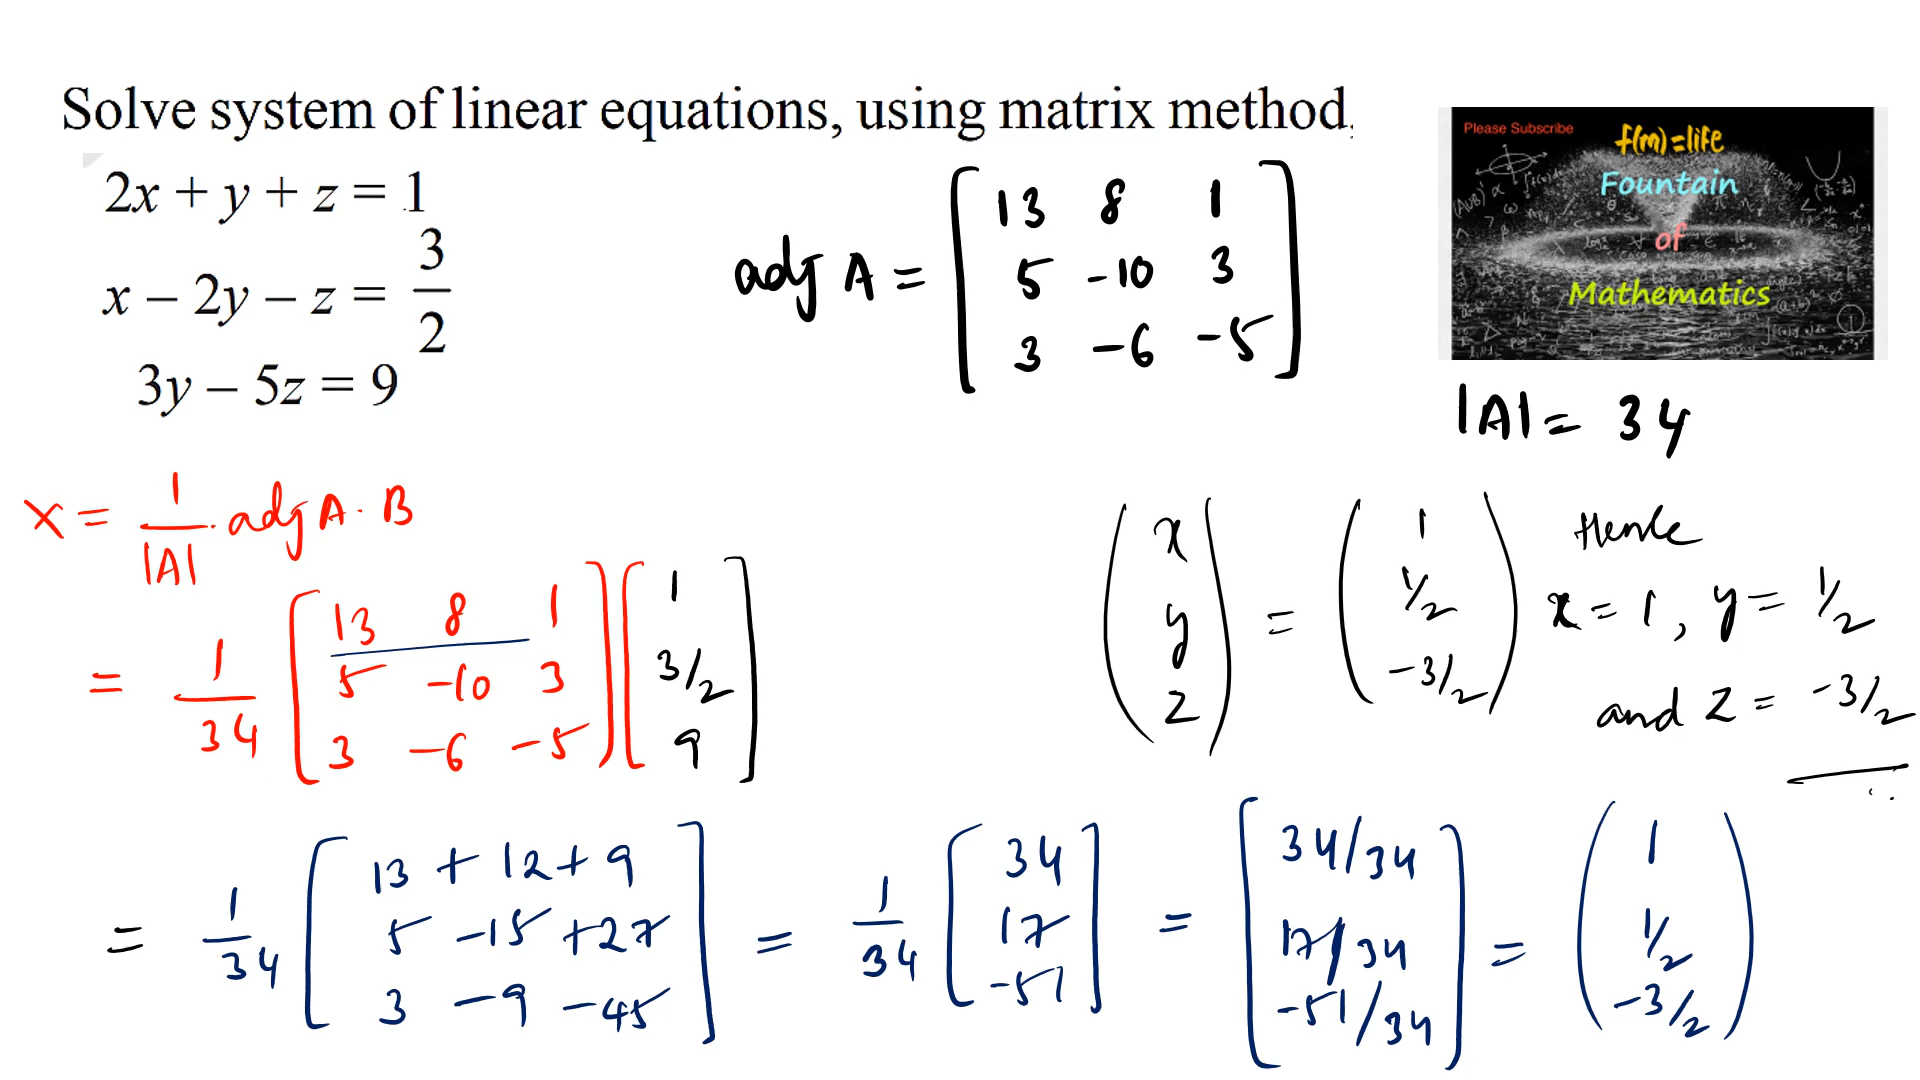 Solve system of linear equations, using matrix method,
2x + y + z = 1
x – 2y – z = 3/2
3y – 5z = 9
adj A = [ 13 8 1
5 -10 3
3 -6 -5 ]
Please Subscribe
f(m)=life
Fountain
of
Mathematics
|A| = 34
X = 1/|A| . adj A . B
= 1/34 [ 13 8 1
5 -10 3
3 -6 -5 ] [ 1
3/2
9 ]
( x
y
z ) = ( 1
1/2
-3/2 )
Hence
x = 1, y = 1/2
and z = -3/2
= 1/34 [ 13 + 12 + 9
5 -15 +27
3 -9 -45 ] = 1/34 [ 34
17
-51 ] = [ 34/34
17/34
-51/34 ] = ( 1
1/2
-3/2 )